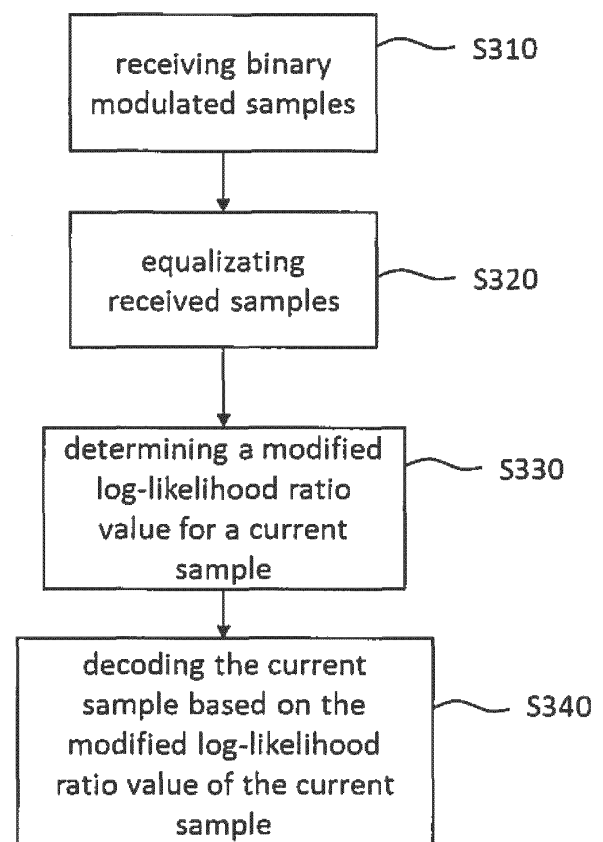 receiving binary
modulated samples
S310
equalizating
received samples
S320
determining a modified
log-likelihood ratio
value for a current
sample
S330
decoding the current
sample based on the
modified log-likelihood
ratio value of the current
sample
S340